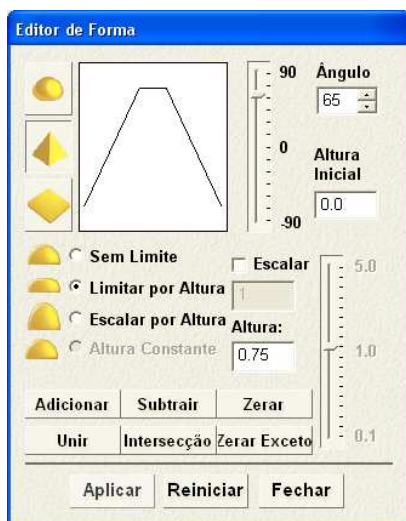 Editor de Forma
90
Ângulo
65
0
Altura
Inicial
-90
0.0
Sem Limite
Escalar
5.0
Limitar por Altura
1
Escalar por Altura
Altura:
Altura Constante
0.75
1.0
Adicionar
Subtrair
Zerar
Unir
Intersecção
Zerar Exceto
0.1
Aplicar
Reiniciar
Fechar